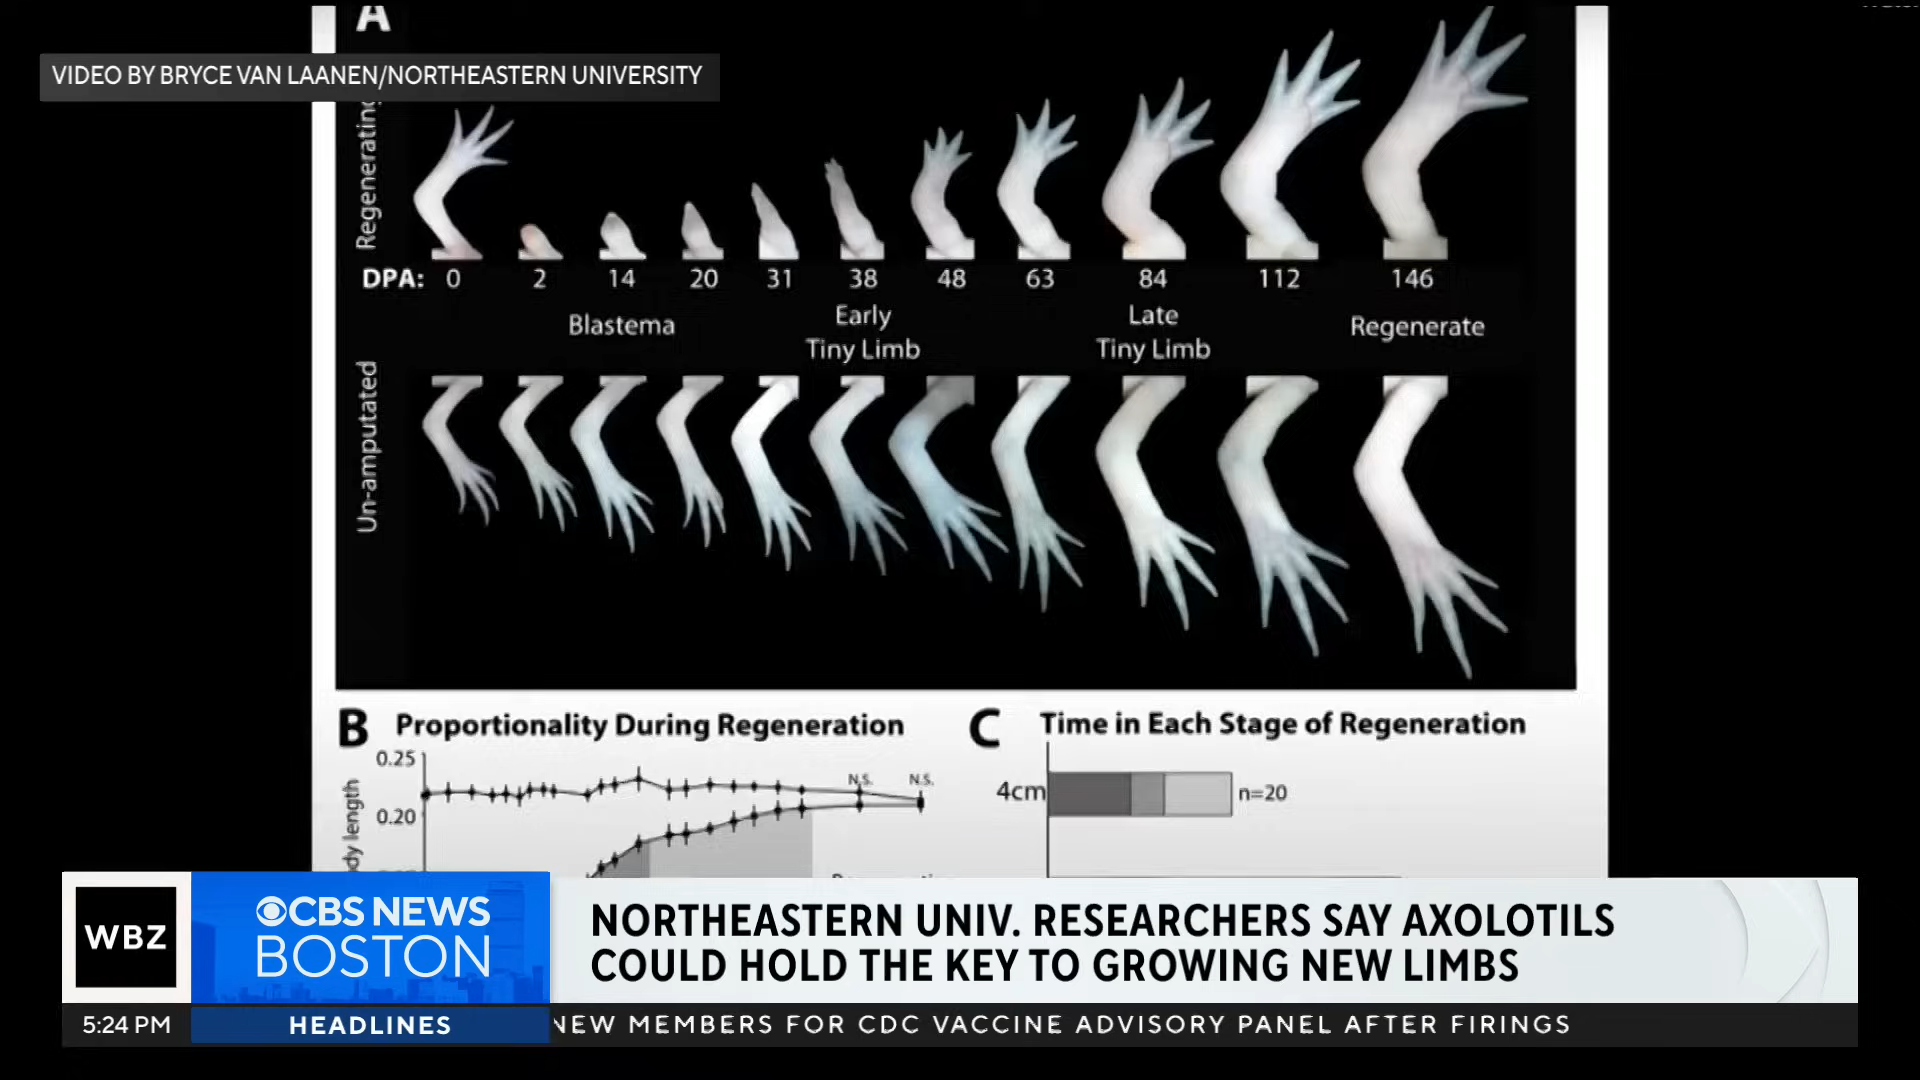 A
VIDEO BY BRYCE VAN LAANEN/NORTHEASTERN UNIVERSITY
Regenerating
DPA: 0 2 14 20 31 38 48 63 84 112 146
Blastema
Early
Tiny Limb
Late
Tiny Limb
Regenerate
Un-amputated
B Proportionality During Regeneration
0.25
0.20
length
N.S. N.S.
C Time in Each Stage of Regeneration
4cm
n=20
WBZ
CBS NEWS
BOSTON
NORTHEASTERN UNIV. RESEARCHERS SAY AXOLOTILS
COULD HOLD THE KEY TO GROWING NEW LIMBS
5:24 PM
HEADLINES
NEW MEMBERS FOR CDC VACCINE ADVISORY PANEL AFTER FIRINGS